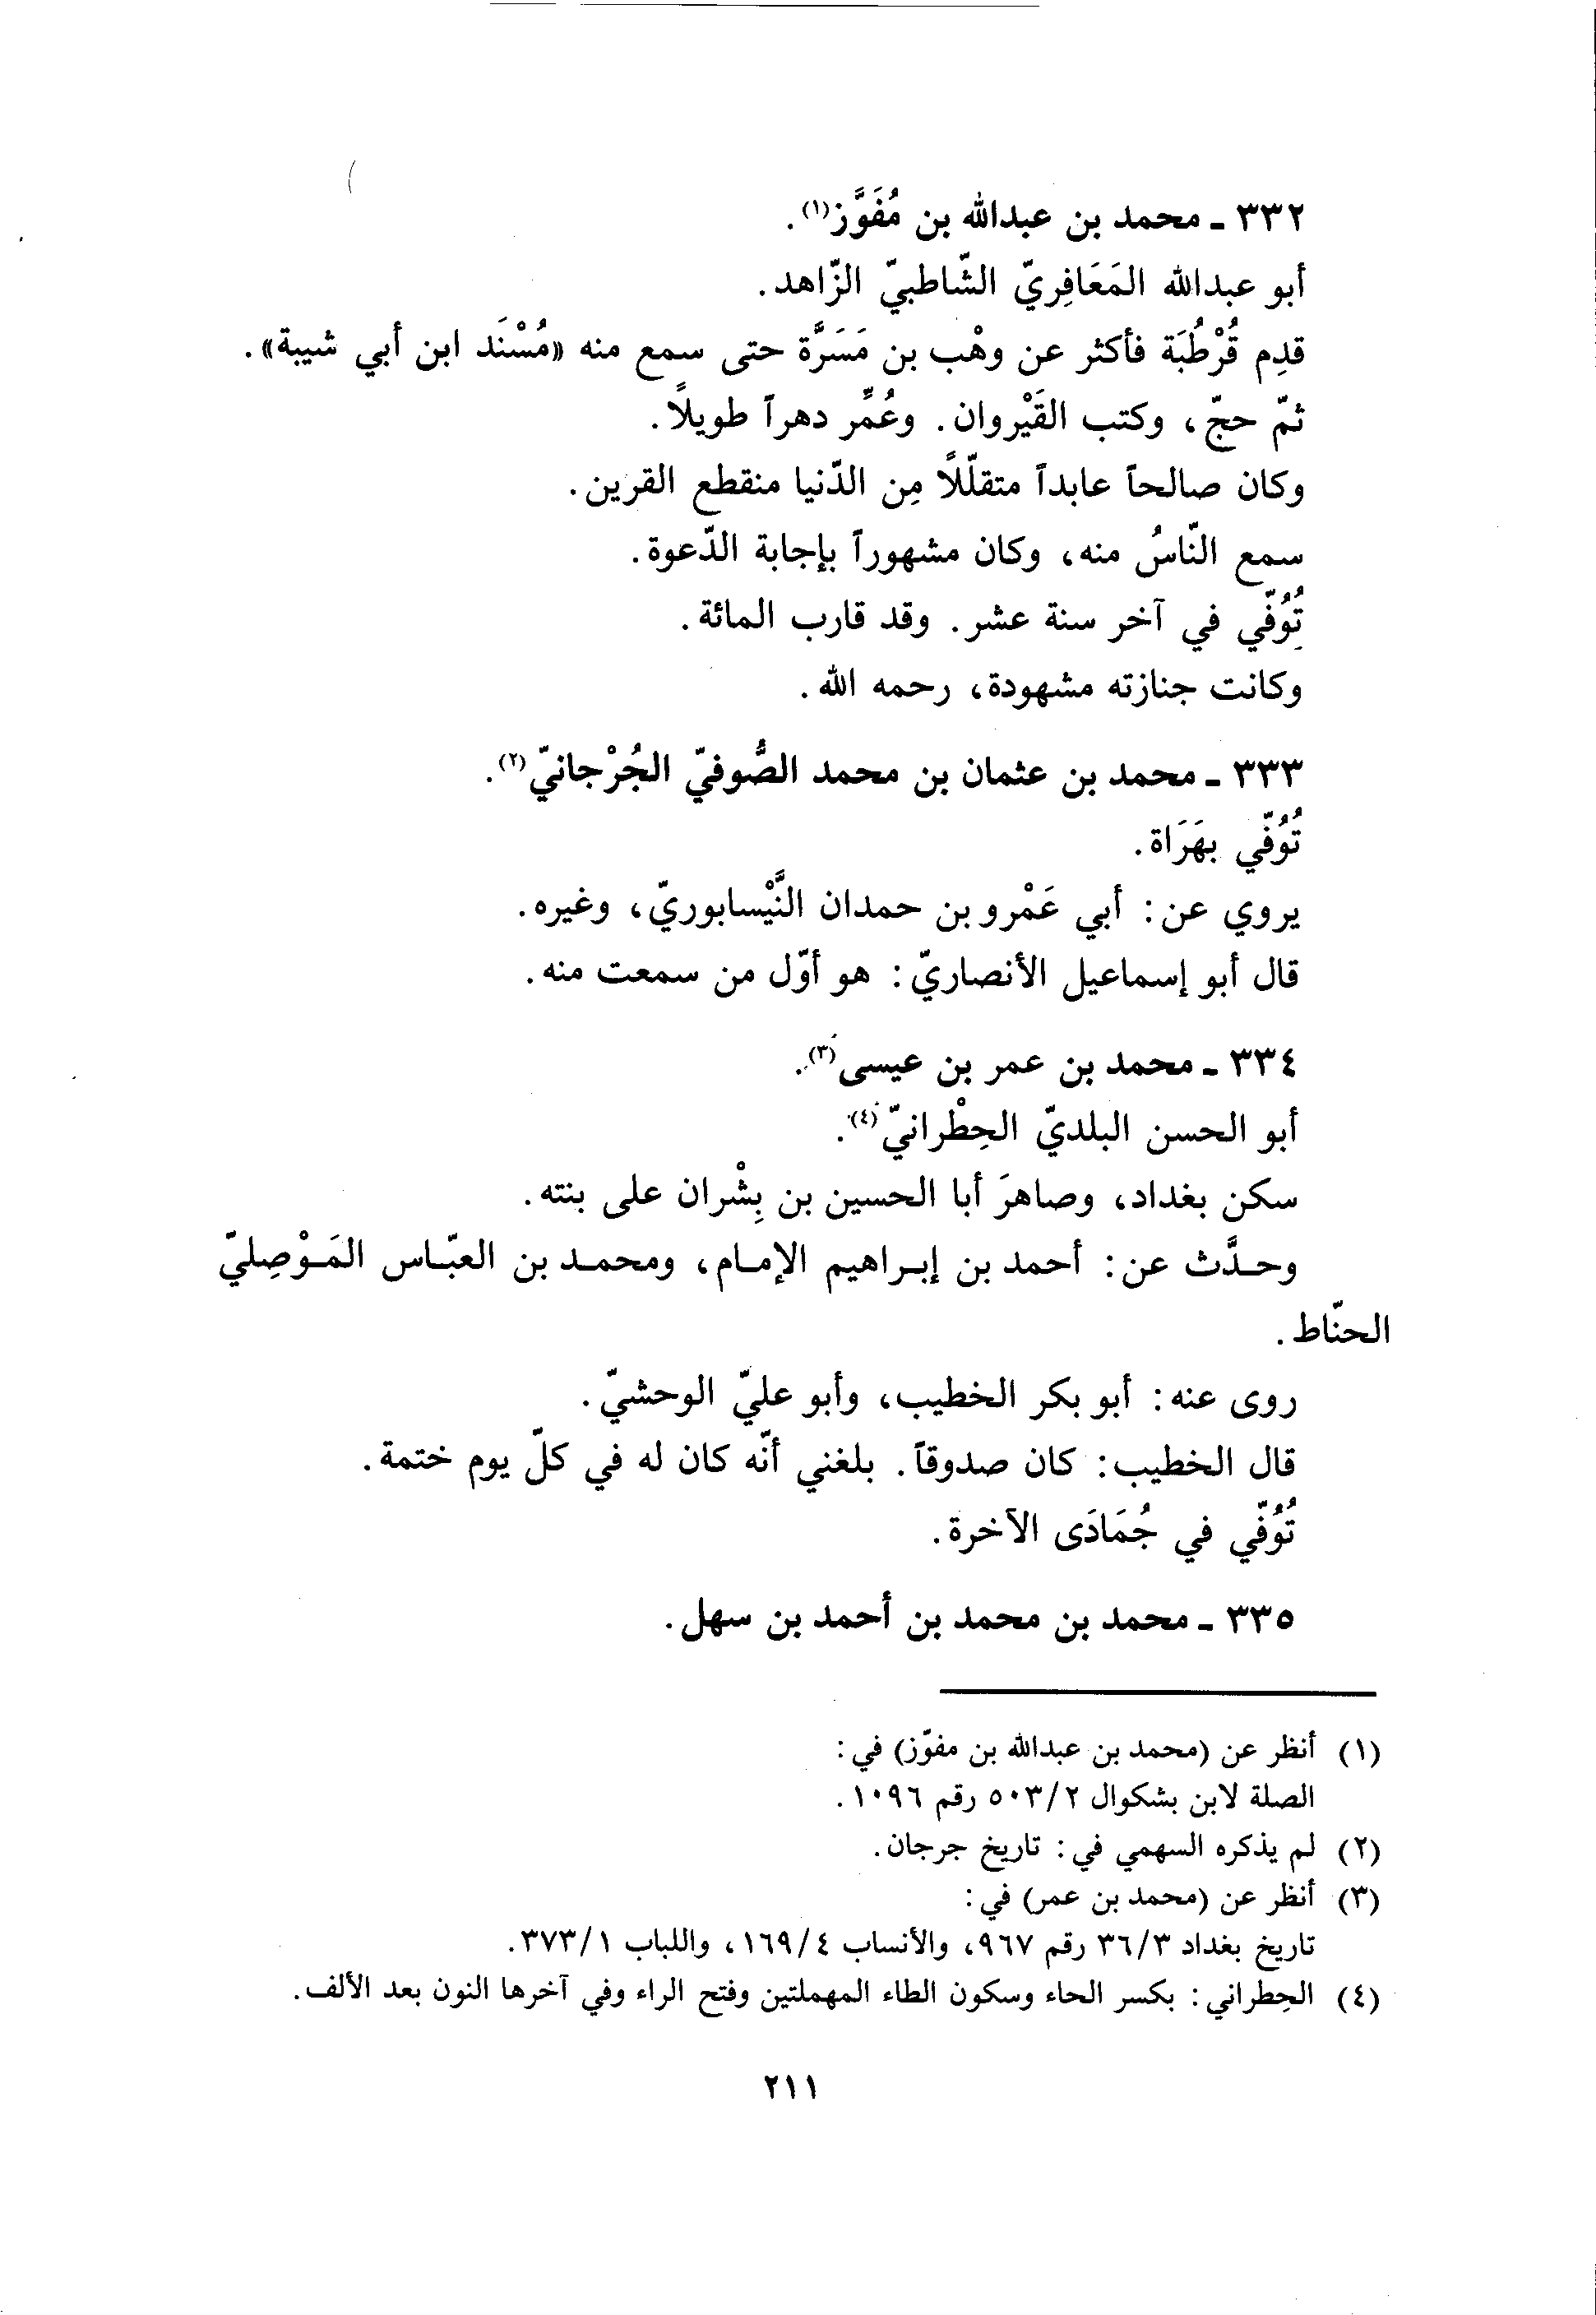 ٣٣٢ - محمد بن عبدالله بن مُفَوَّز(١).
أبو عبدالله المَعَافِريّ الشّاطبيّ الزّاهد.
قدِم قُرْطُبَة فأكثر عن وهْب بن مَسَرَّة حتى سمع منه «مُسْنَد ابن أبي شيبة».
ثمّ حجّ، وكتب القَيْروان. وعُمِّر دهراً طويلاً.
وكان صالحاً عابداً متقلّلاً مِن الدّنيا منقطع القرين.
سمع النّاسُ منه، وكان مشهوراً بإجابة الدّعوة.
تُوُفّي في آخر سنة عشر. وقد قارب المائة.
وكانت جنازته مشهودة، رحمه الله.
٣٣٣ - محمد بن عثمان بن محمد الصُّوفيّ الجُرْجانيّ(٢).
تُوُفّي بهَرَاة.
يروي عن: أبي عَمْرو بن حمدان النَّيْسابوريّ، وغيره.
قال أبو إسماعيل الأنصاريّ: هو أوّل من سمعت منه.
٣٣٤ - محمد بن عمر بن عيسى(٣).
أبو الحسن البلديّ الحِطْرانيّ(٤).
سكن بغداد، وصاهرَ أبا الحسين بن بِشْران على بنته.
وحدَّث عن: أحمد بن إبراهيم الإمام، ومحمد بن العبّاس المَوْصِليّ
الحنّاط.
روى عنه: أبو بكر الخطيب، وأبو عليّ الوحشيّ.
قال الخطيب: كان صدوقاً. بلغني أنّه كان له في كلّ يوم ختمة.
تُوُفّي في جُمَادَى الآخرة.
٣٣٥ - محمد بن محمد بن أحمد بن سهل.
(١) أنظر عن (محمد بن عبدالله بن مفوّز) في:
الصلة لابن بشكوال ٥٠٣/٢ رقم ١٠٩٦.
(٢) لم يذكره السهمي في: تاريخ جرجان.
(٣) أنظر عن (محمد بن عمر) في:
تاريخ بغداد ٣٦/٣ رقم ٩٦٧، والأنساب ١٦٩/٤، واللباب ٣٧٣/١.
(٤) الحِطراني: بكسر الحاء وسكون الطاء المهملتين وفتح الراء وفي آخرها النون بعد الألف.
٢١١